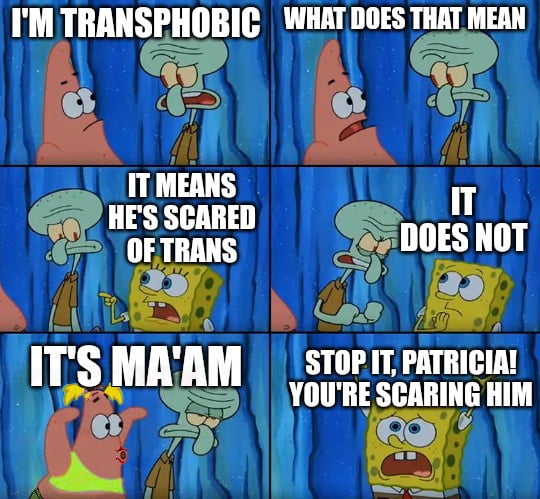 I'M TRANSPHOBIC
WHAT DOES THAT MEAN
IT MEANS
HE'S SCARED
OF TRANS
IT
DOES NOT
IT'S MA'AM
STOP IT, PATRICIA!
YOU'RE SCARING HIM